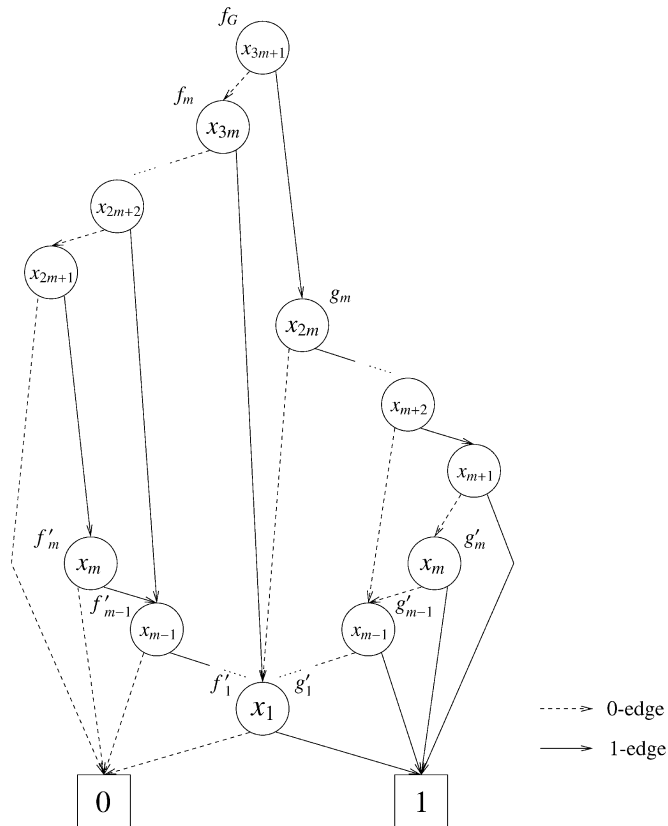 f_G
x_{3m+1}
f_m
x_{3m}
x_{2m+2}
x_{2m+1}
g_m
x_{2m}
x_{m+2}
x_{m+1}
f'_m
x_m
g'_m
x_m
f'_{m-1}
x_{m-1}
g'_{m-1}
x_{m-1}
f'_1
g'_1
x_1
0-edge
1-edge
0
1